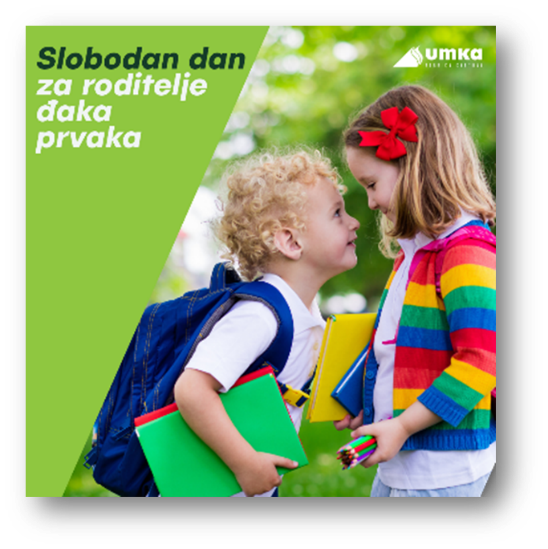 Slobodan dan
za roditelje
đaka
prvaka
umka